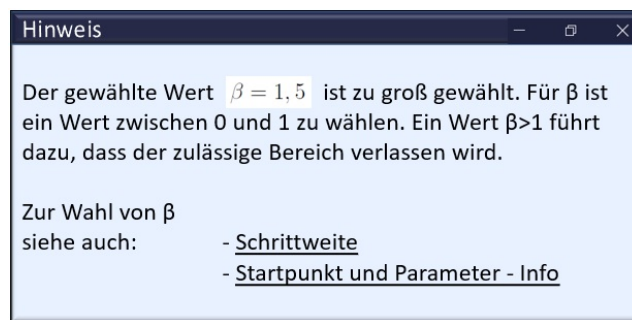 Hinweis
Der gewählte Wert β = 1, 5 ist zu groß gewählt. Für β ist
ein Wert zwischen 0 und 1 zu wählen. Ein Wert β>1 führt
dazu, dass der zulässige Bereich verlassen wird.
Zur Wahl von β
siehe auch: - Schrittweite
- Startpunkt und Parameter - Info